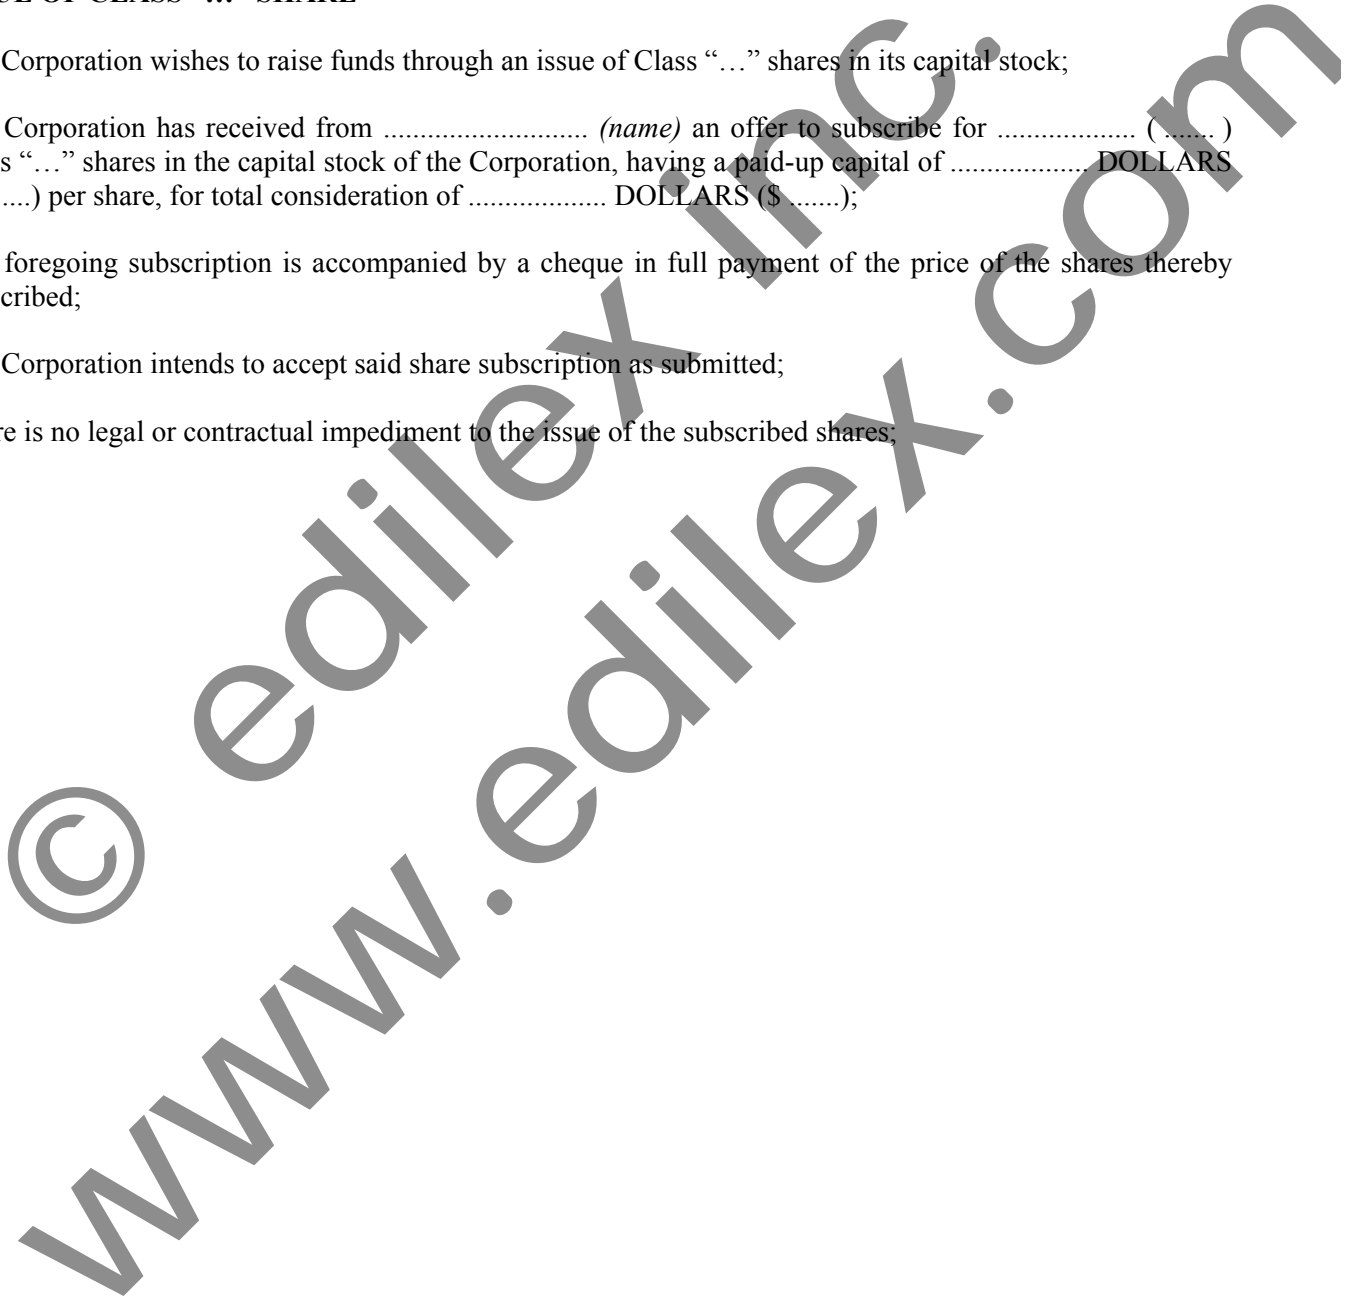 OF CLASS “…” SHARE
Corporation wishes to raise funds through an issue of Class “…” shares in its capital stock;
Corporation has received from ............................ (name) an offer to subscribe for ................... ( ....... )
“…” shares in the capital stock of the Corporation, having a paid-up capital of ................... DOLLARS
....) per share, for total consideration of ................... DOLLARS ($ .......);
foregoing subscription is accompanied by a cheque in full payment of the price of the shares thereby
cribed;
Corporation intends to accept said share subscription as submitted;
re is no legal or contractual impediment to the issue of the subscribed shares;
© edilex inc.
www.edilex.com